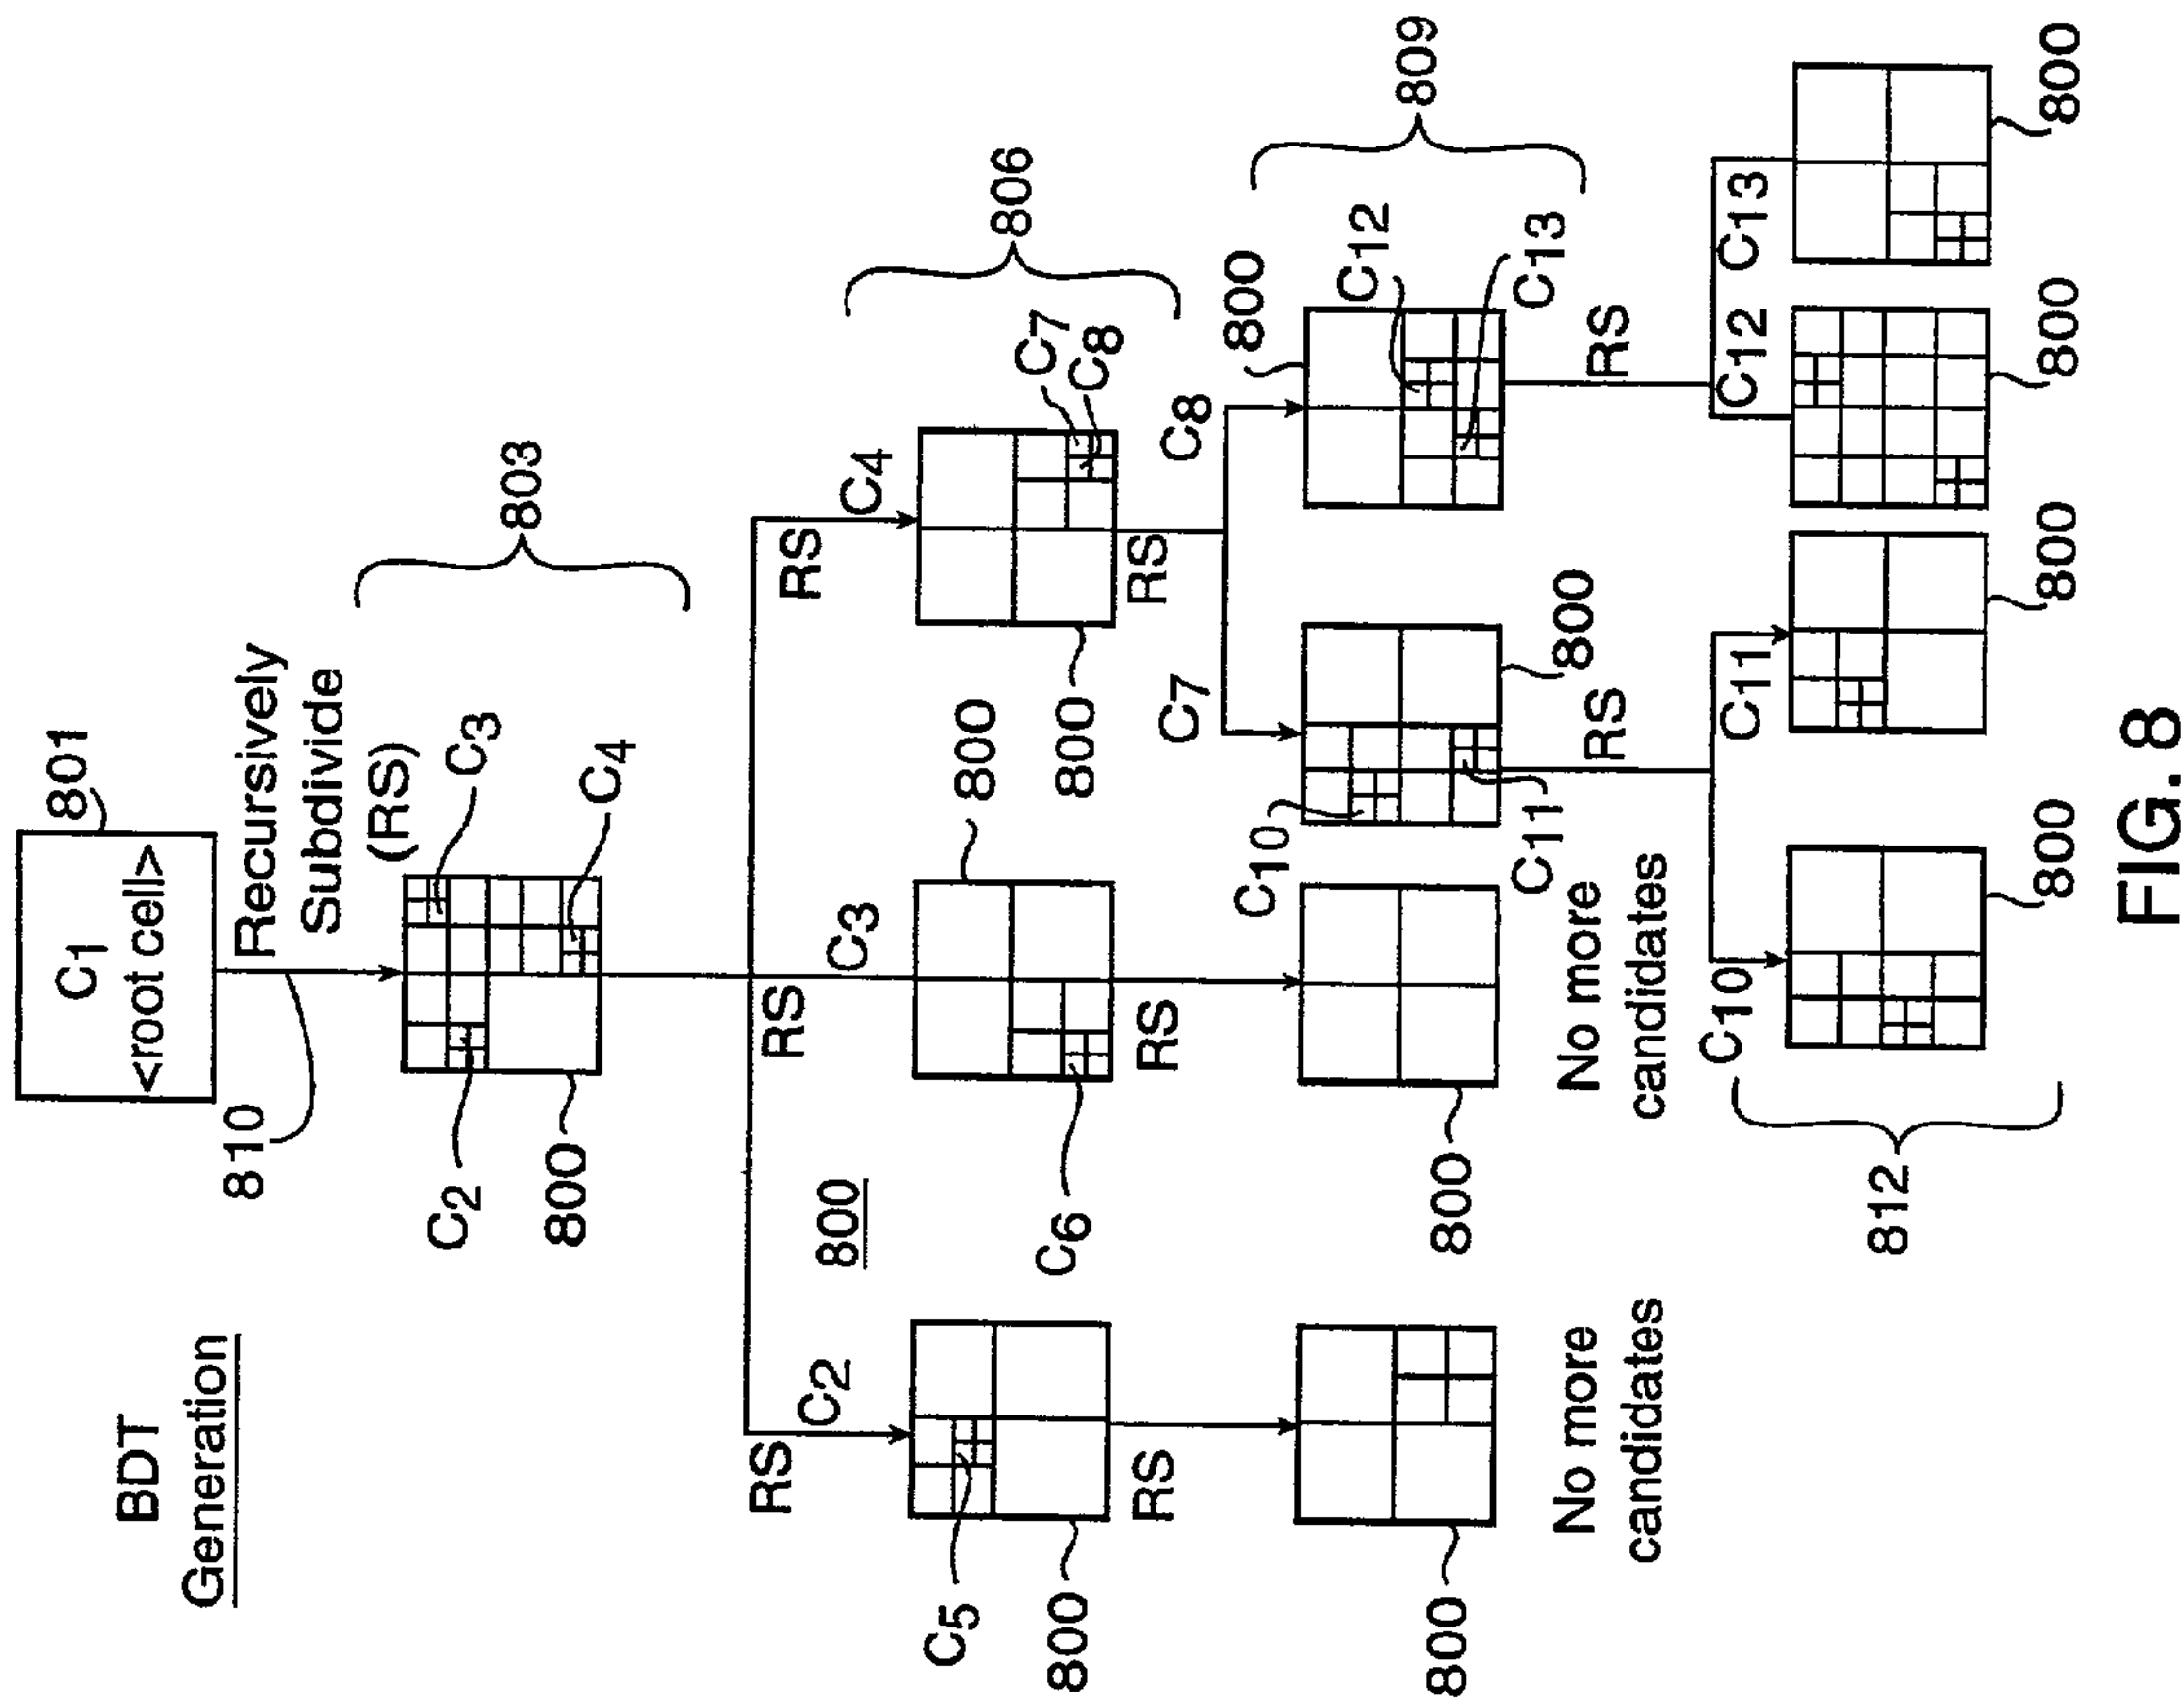 BDT
Generation
C1
<root cell>
801
810
Recursively
Subdivide
(RS)
C3
C4
C2
800
803
RS
C2
RS
C3
RS
C4
800
C5
800
C6
800
C7
C8
800
806
RS
RS
RS
C7
C8
800
No more
candidates
800
No more
candidates
C10
C11
800
800
C12
C13
809
RS
RS
C10
C11
C12
C13
812
800
800
800
800
FIG. 8